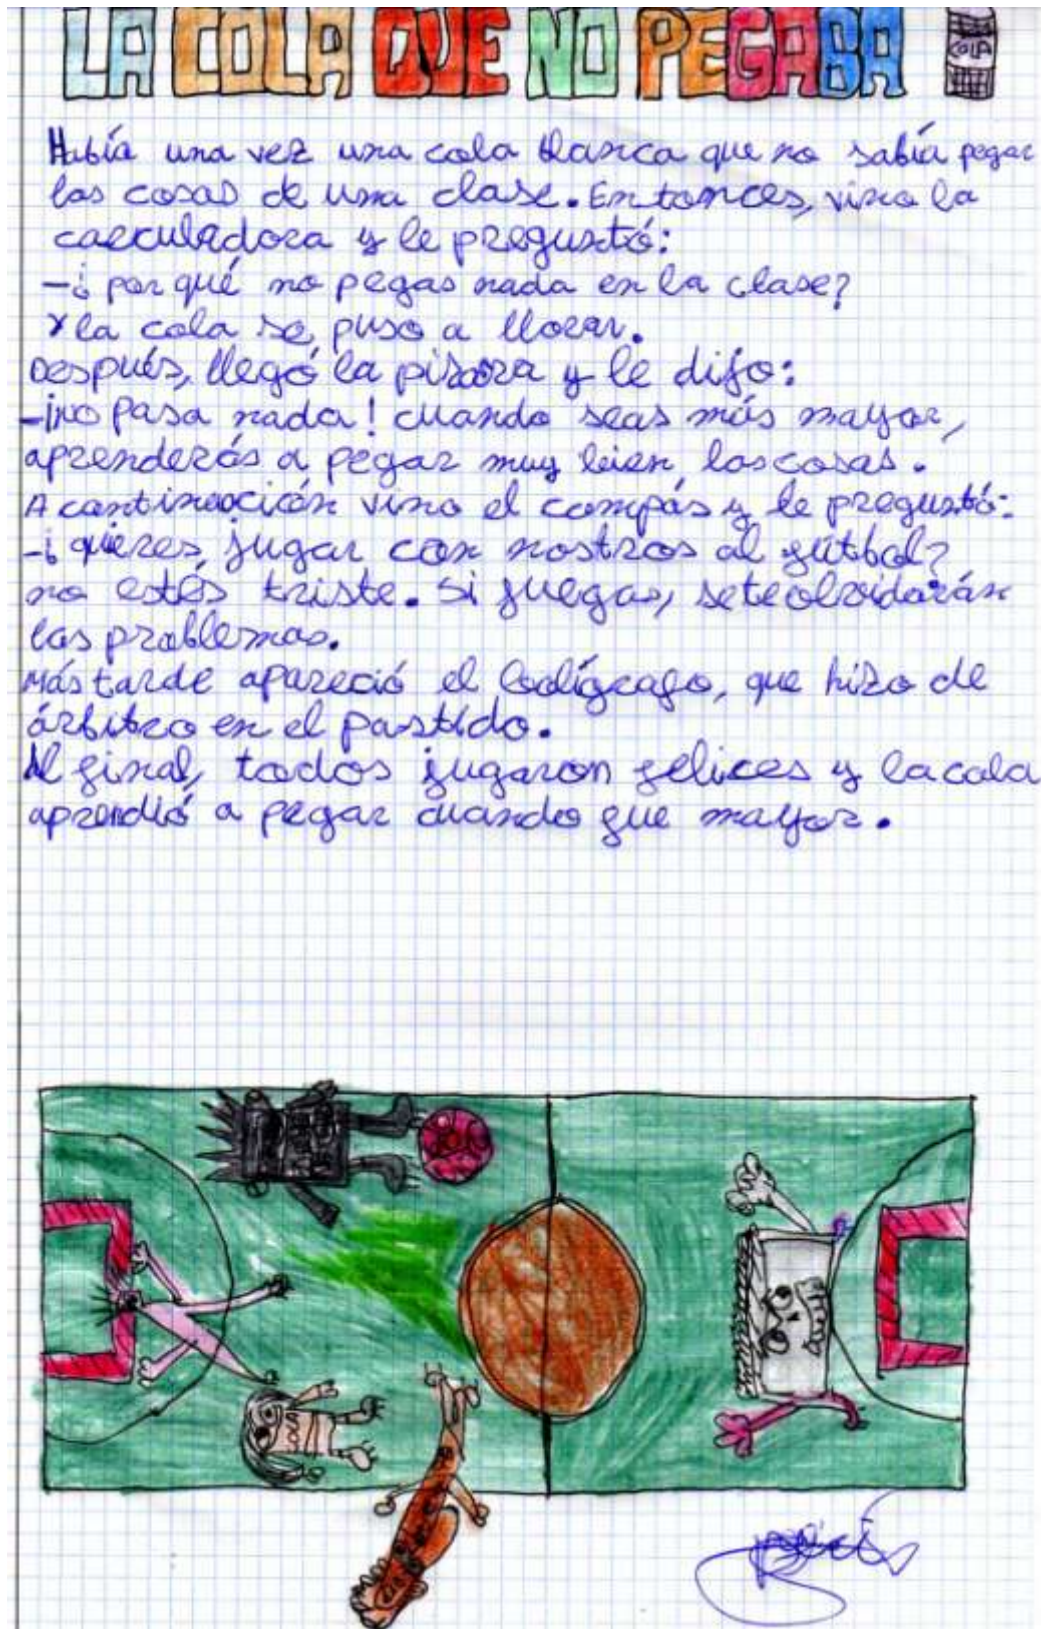 LA COLA QUE NO PEGABA
COLA
Había una vez una cola blanca que no sabía pegar
las cosas de una clase. Entonces, vino la
calculadora y le preguntó:
-¿por qué no pegas nada en la clase?
Y la cola se puso a llorar.
Después, llegó la pizarra y le dijo:
-¡No pasa nada! cuando seas más mayor,
aprenderás a pegar muy bien las cosas.
A continuación vino el compás y le preguntó:
-¿quieres jugar con nostros al fútbol?
no estés triste. Si juegas, se te olvidarán
los problemas.
Más tarde apareció el bolígrafo, que hizo de
árbitro en el partido.
Al final, todos jugaron felices y la cola
aprendió a pegar cuando fue mayor.
COLA